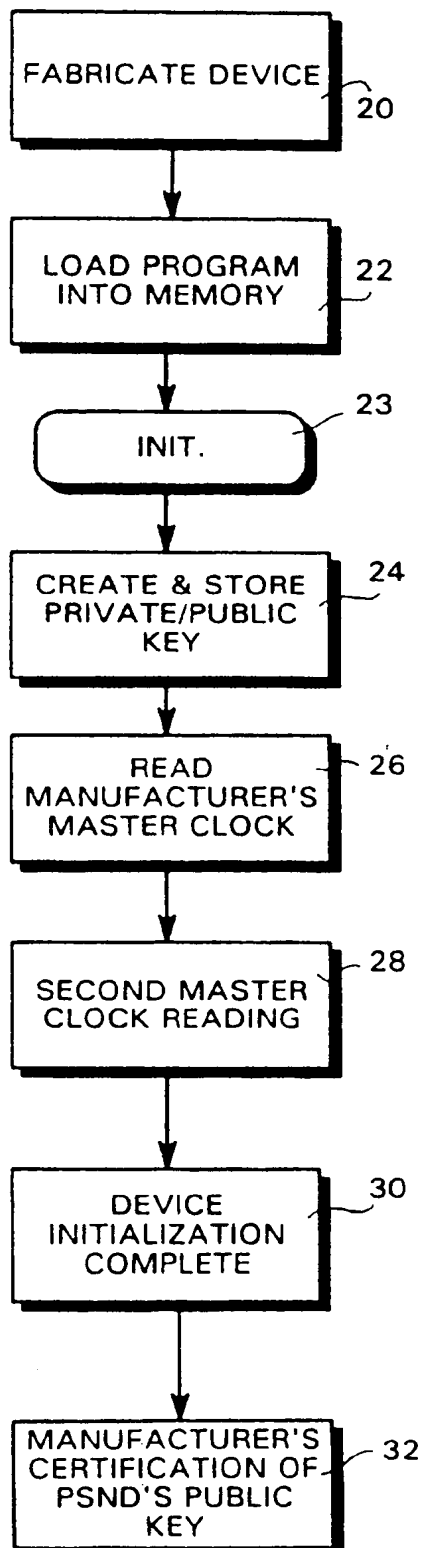 FABRICATE DEVICE
20
LOAD PROGRAM
INTO MEMORY
22
23
INIT.
24
CREATE & STORE
PRIVATE/PUBLIC
KEY
26
READ
MANUFACTURER'S
MASTER CLOCK
28
SECOND MASTER
CLOCK READING
30
DEVICE
INITIALIZATION
COMPLETE
MANUFACTURER'S
CERTIFICATION OF
PSND'S PUBLIC
KEY
32